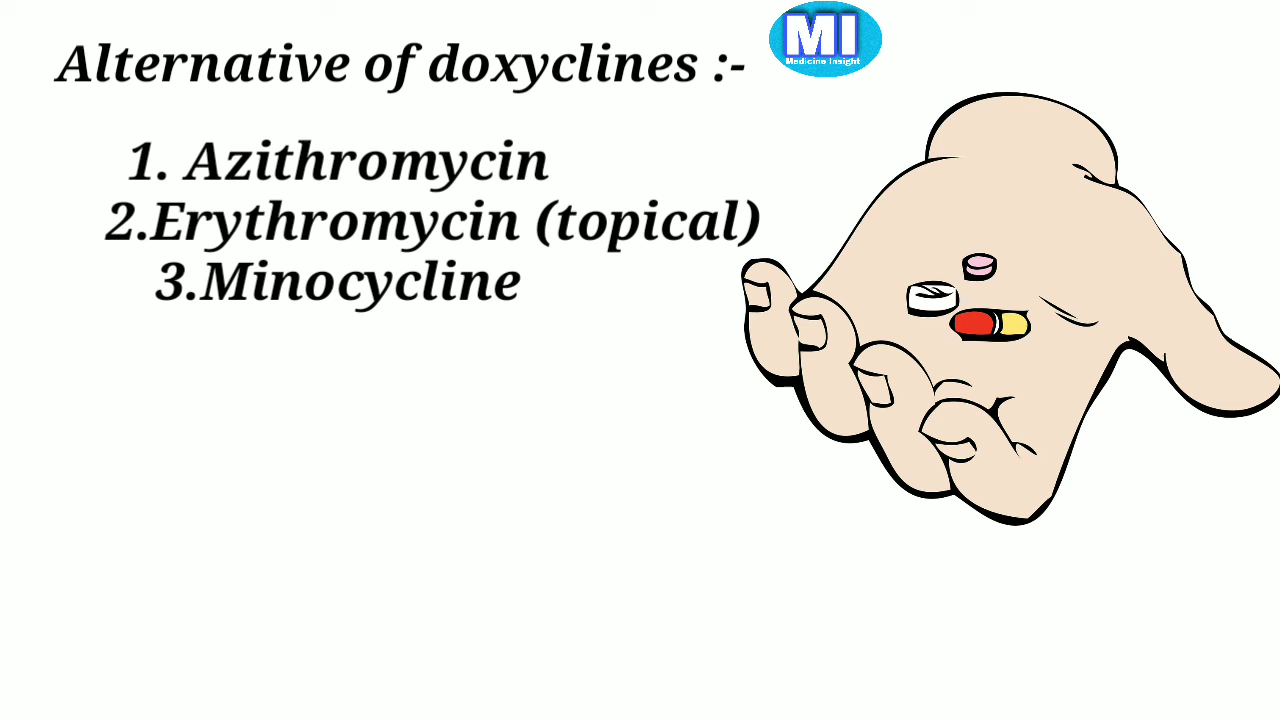 Alternative of doxyclines :-
MI
Medicine Insight
1. Azithromycin
2.Erythromycin (topical)
3.Minocycline